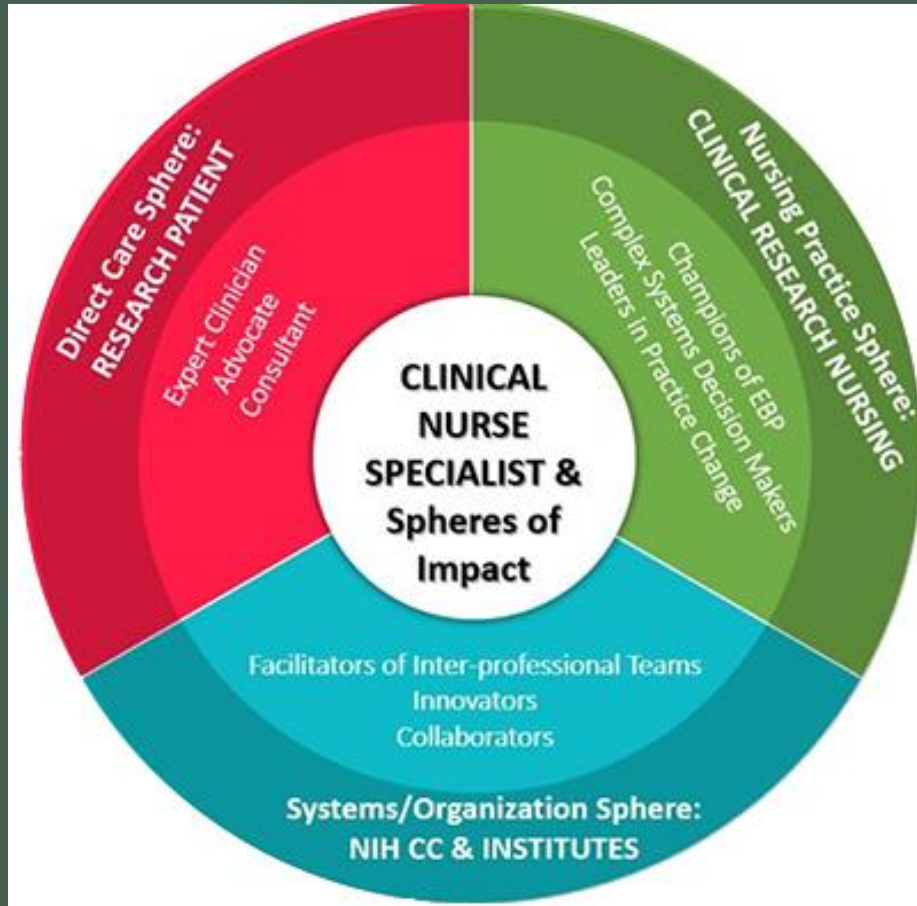 Direct Care Sphere:
RESEARCH PATIENT
Expert Clinician
Advocate
Consultant
Nursing Practice Sphere:
CLINICAL RESEARCH NURSING
Champions of EBP
Complex Systems Decision Makers
Leaders in Practice Change
CLINICAL
NURSE
SPECIALIST &
Spheres of
Impact
Facilitators of Inter-professional Teams
Innovators
Collaborators
Systems/Organization Sphere:
NIH CC & INSTITUTES